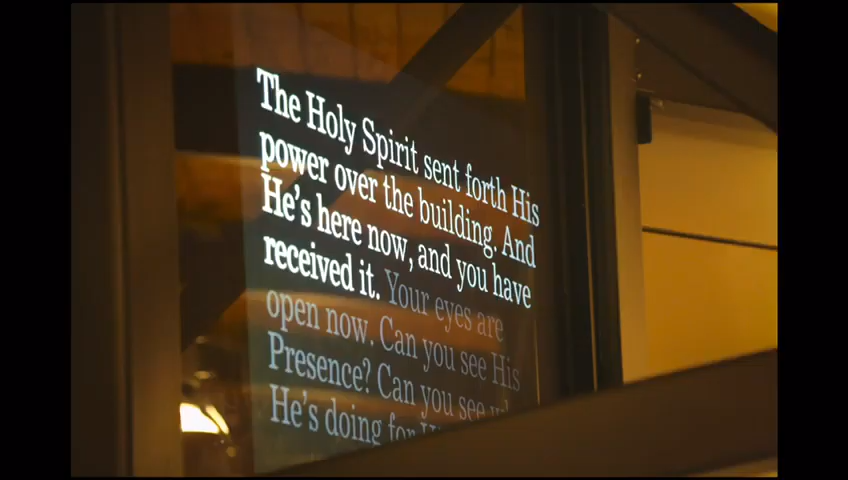 The Holy Spirit sent forth His
power over the building. And
He's here now, and you have
received it. Your eyes are
open now. Can you see His
Presence? Can you see
He's doing for